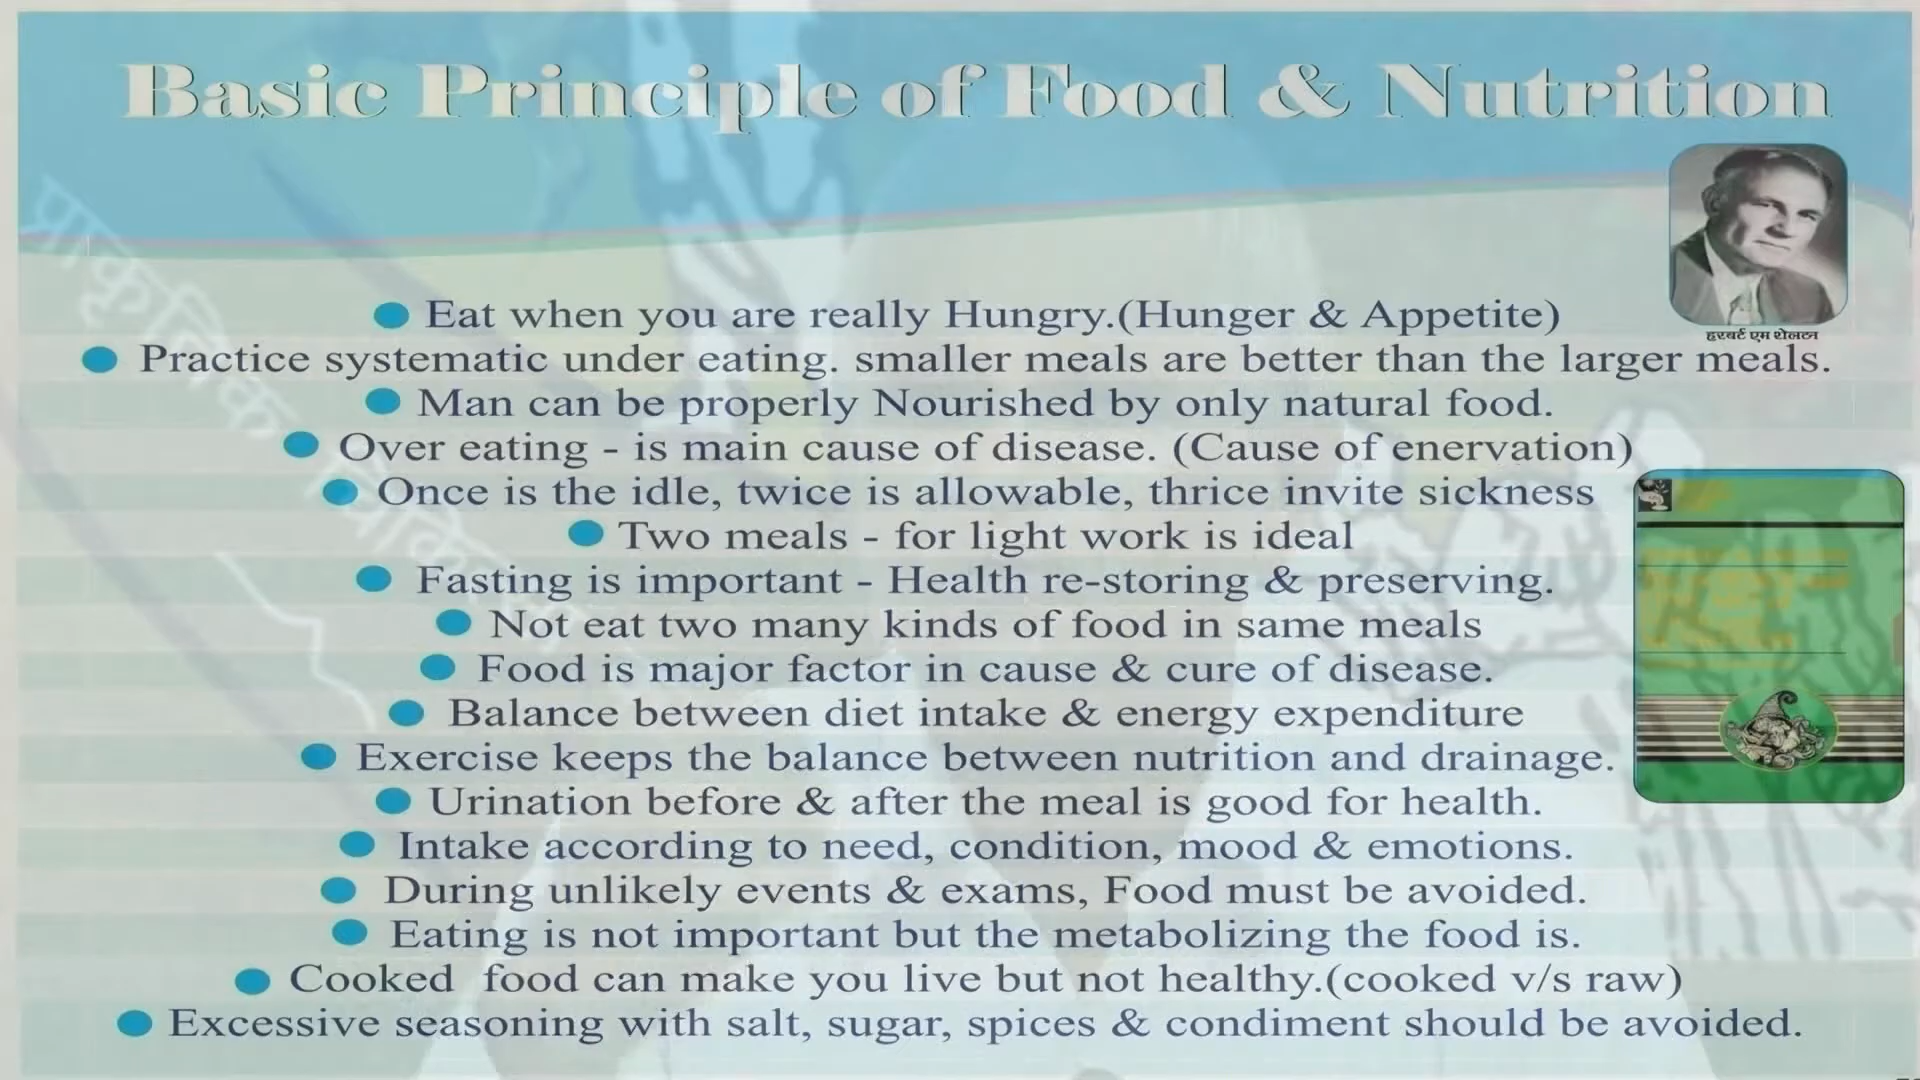 Basic Principle of Food & Nutrition
हरबर्ट एम शेलटन
Eat when you are really Hungry.(Hunger & Appetite)
Practice systematic under eating. smaller meals are better than the larger meals.
Man can be properly Nourished by only natural food.
Over eating - is main cause of disease. (Cause of enervation)
Once is the idle, twice is allowable, thrice invite sickness
Two meals - for light work is ideal
Fasting is important - Health re-storing & preserving.
Not eat two many kinds of food in same meals
Food is major factor in cause & cure of disease.
Balance between diet intake & energy expenditure
Exercise keeps the balance between nutrition and drainage.
Urination before & after the meal is good for health.
Intake according to need, condition, mood & emotions.
During unlikely events & exams, Food must be avoided.
Eating is not important but the metabolizing the food is.
Cooked food can make you live but not healthy.(cooked v/s raw)
Excessive seasoning with salt, sugar, spices & condiment should be avoided.
प्राकृतिक